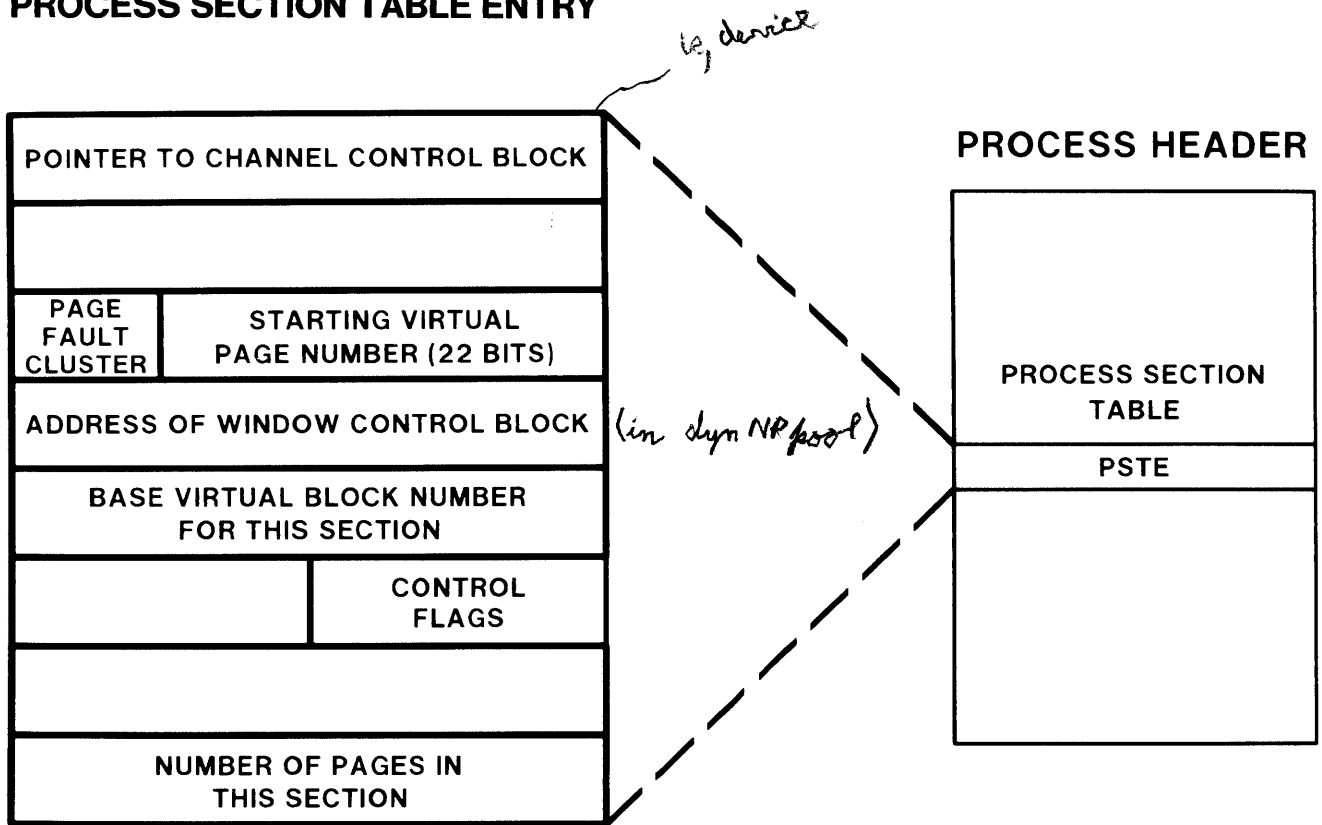 PROCESS SECTION TABLE ENTRY
ie, device
POINTER TO CHANNEL CONTROL BLOCK
PAGE
FAULT
CLUSTER
STARTING VIRTUAL
PAGE NUMBER (22 BITS)
ADDRESS OF WINDOW CONTROL BLOCK
(in dyn NP pool)
BASE VIRTUAL BLOCK NUMBER
FOR THIS SECTION
CONTROL
FLAGS
NUMBER OF PAGES IN
THIS SECTION
PROCESS HEADER
PROCESS SECTION
TABLE
PSTE